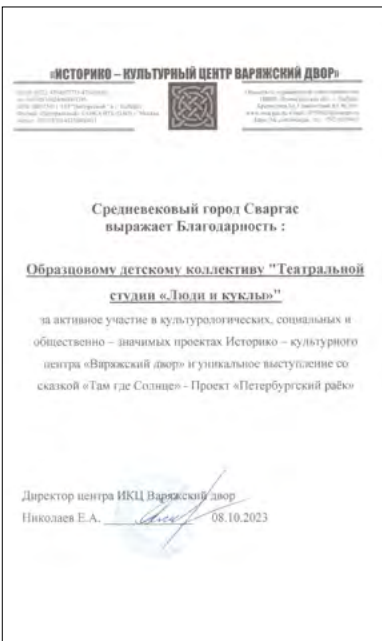 «ИСТОРИКО – КУЛЬТУРНЫЙ ЦЕНТР ВАРЯЖСКИЙ ДВОР»
Средневековый город Сваргас
выражает Благодарность :
Образцовому детскому коллективу "Театральной
студии «Люди и куклы»"
за активное участие в культурологических, социальных и
общественно – значимых проектах Историко – культурного
центра «Варяжский двор» и уникальное выступление со
сказкой «Там где Солнце» - Проект «Петербургский раёк»
Директор центра ИКЦ Варяжский двор
Николаев Е.А. 08.10.2023